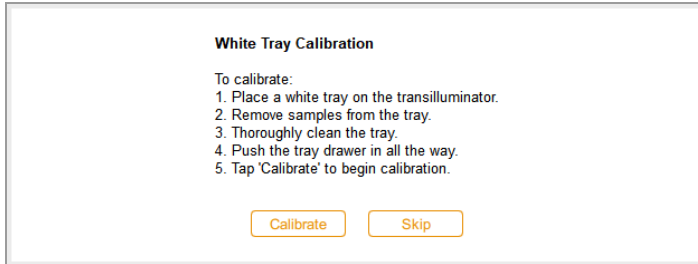 White Tray Calibration
To calibrate:
1. Place a white tray on the transilluminator.
2. Remove samples from the tray.
3. Thoroughly clean the tray.
4. Push the tray drawer in all the way.
5. Tap 'Calibrate' to begin calibration.
Calibrate Skip